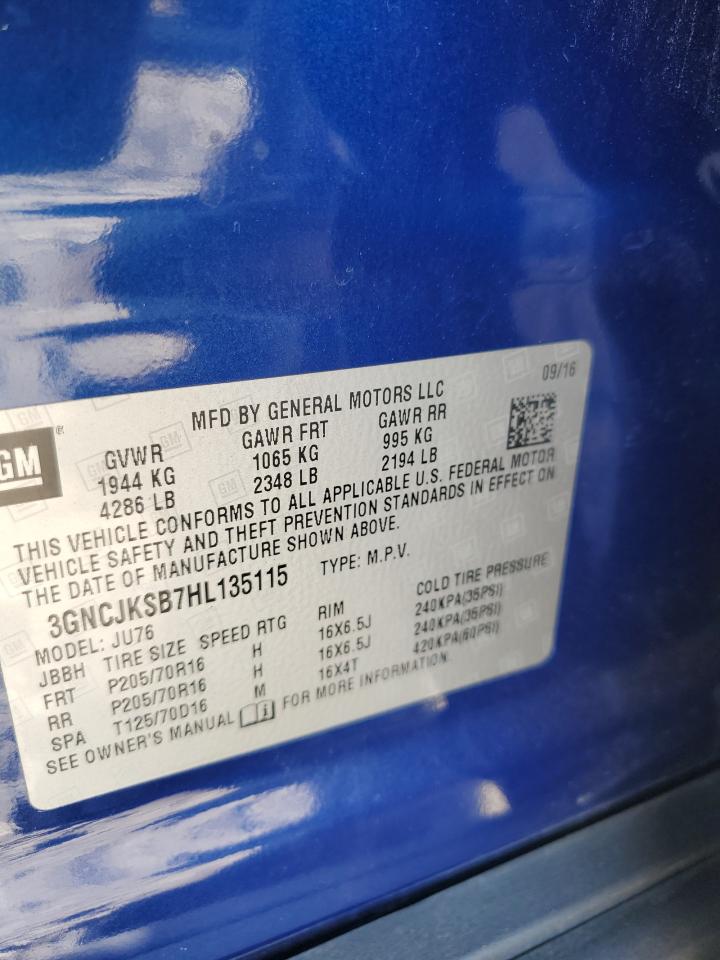 09/16
MFD BY GENERAL MOTORS LLC
GM ®
GVWR GAWR FRT GAWR RR
1944 KG 1065 KG 995 KG
4286 LB 2348 LB 2194 LB
THIS VEHICLE CONFORMS TO ALL APPLICABLE U.S. FEDERAL MOTOR
VEHICLE SAFETY AND THEFT PREVENTION STANDARDS IN EFFECT ON
THE DATE OF MANUFACTURE SHOWN ABOVE.
3GNCJKSB7HL135115 TYPE: M.P.V.
MODEL: JU76
JBBH TIRE SIZE SPEED RTG RIM COLD TIRE PRESSURE
FRT P205/70R16 H 16X6.5J 240KPA(35PSI)
RR P205/70R16 H 16X6.5J 240KPA(35PSI)
SPA T125/70D16 M 16X4T 420KPA(60PSI)
SEE OWNER'S MANUAL FOR MORE INFORMATION.